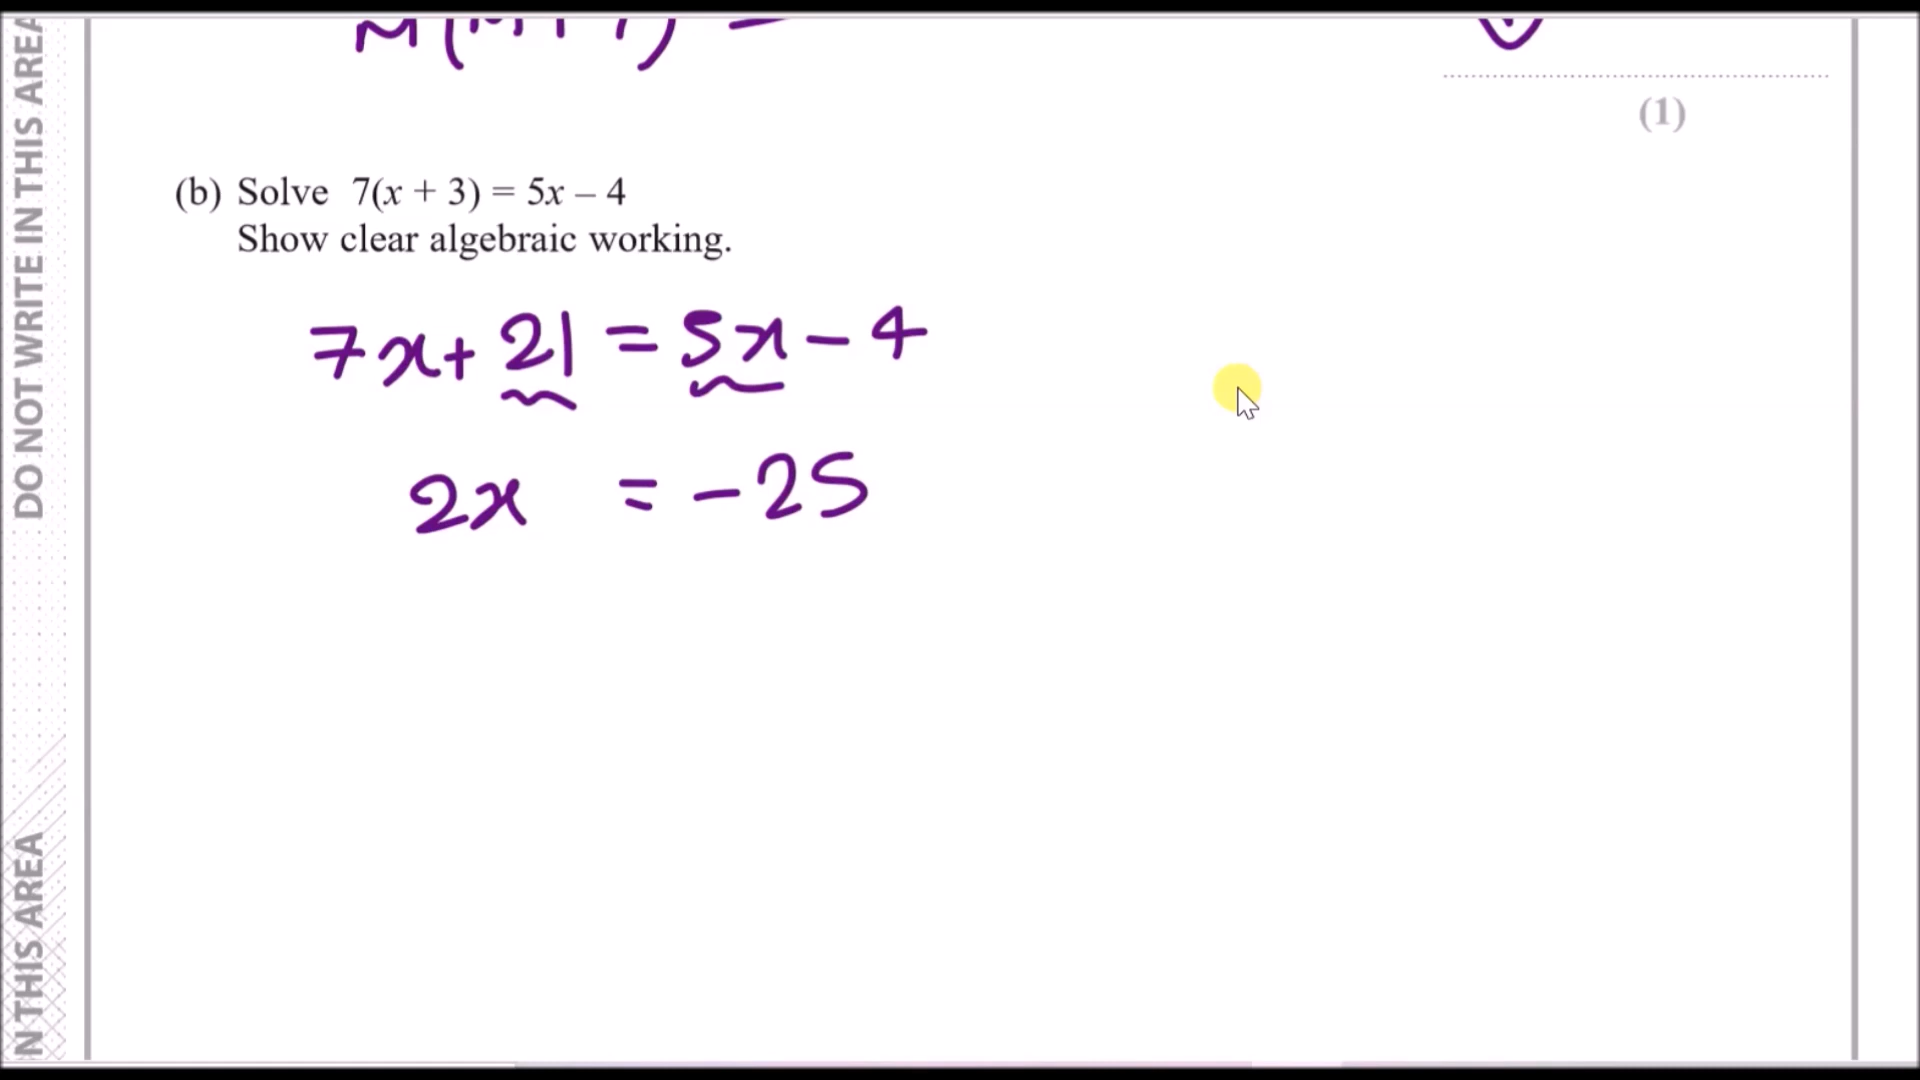 (1)
(b) Solve 7(x + 3) = 5x – 4
Show clear algebraic working.
7x + 21 = 5x - 4
2x = -25
DO NOT WRITE IN THIS AREA
N THIS AREA